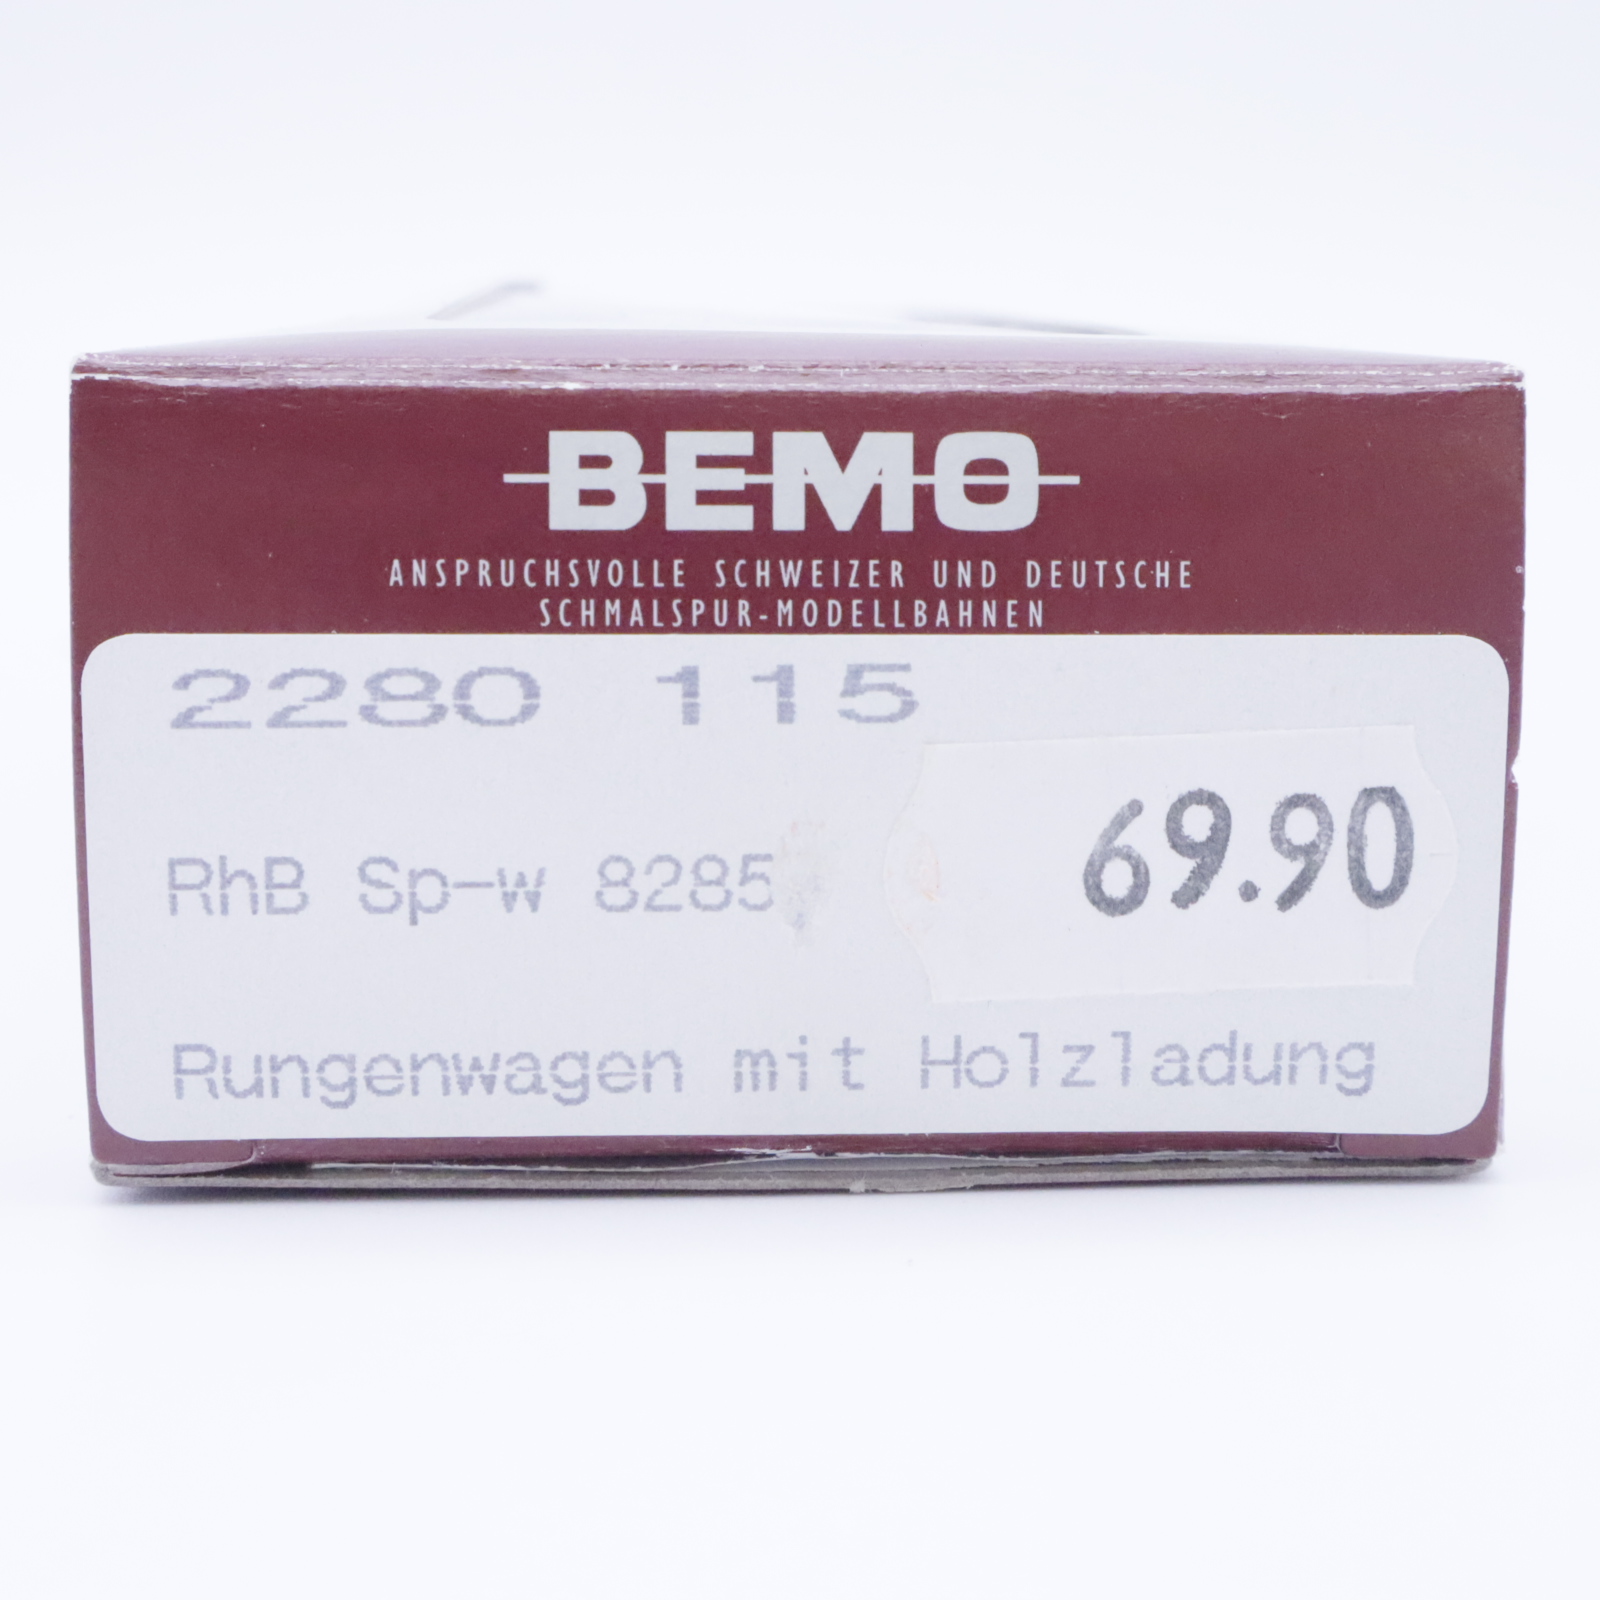 BEMO
ANSPRUCHSVOLLE SCHWEIZER UND DEUTSCHE
SCHMALSPUR-MODELLBAHNEN
2280 115
69.90
RhB Sp-w 8285
Rungenwagen mit Holzladung